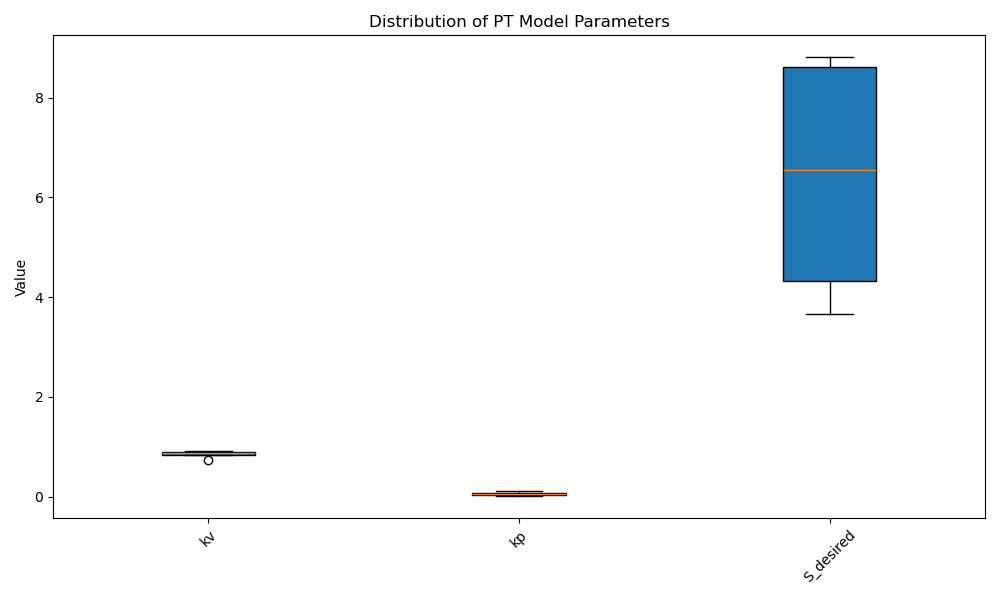 Distribution of PT Model Parameters
Value
8
6
4
2
0
kv
kp
S_desired